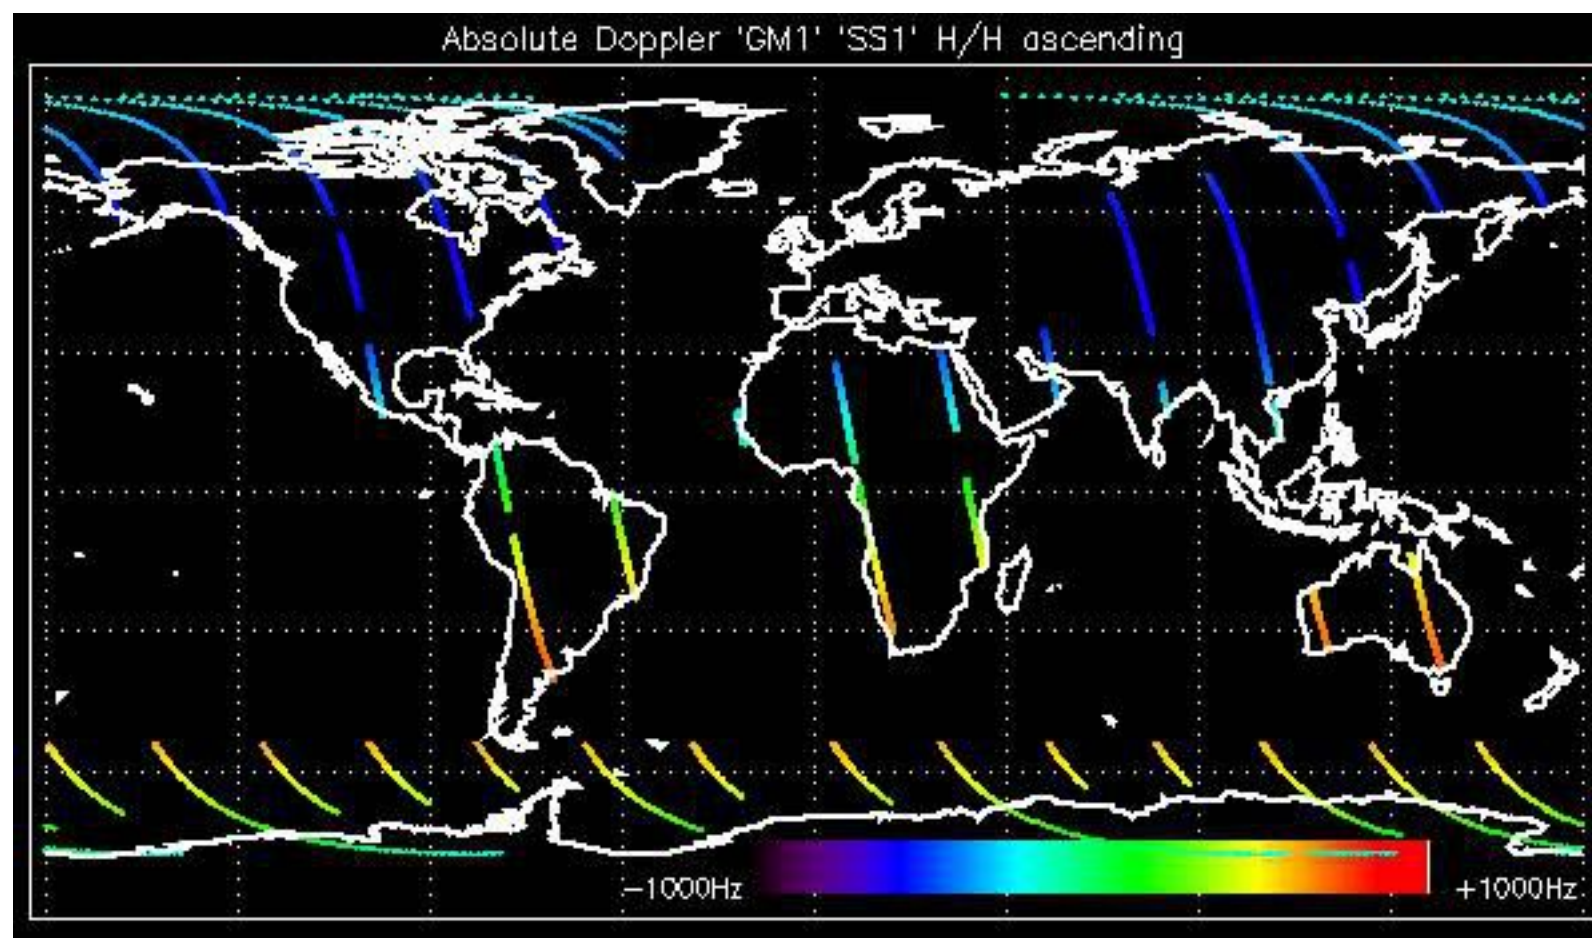 Absolute Doppler 'GM1' 'SS1' H/H ascending
-1000Hz
+1000Hz